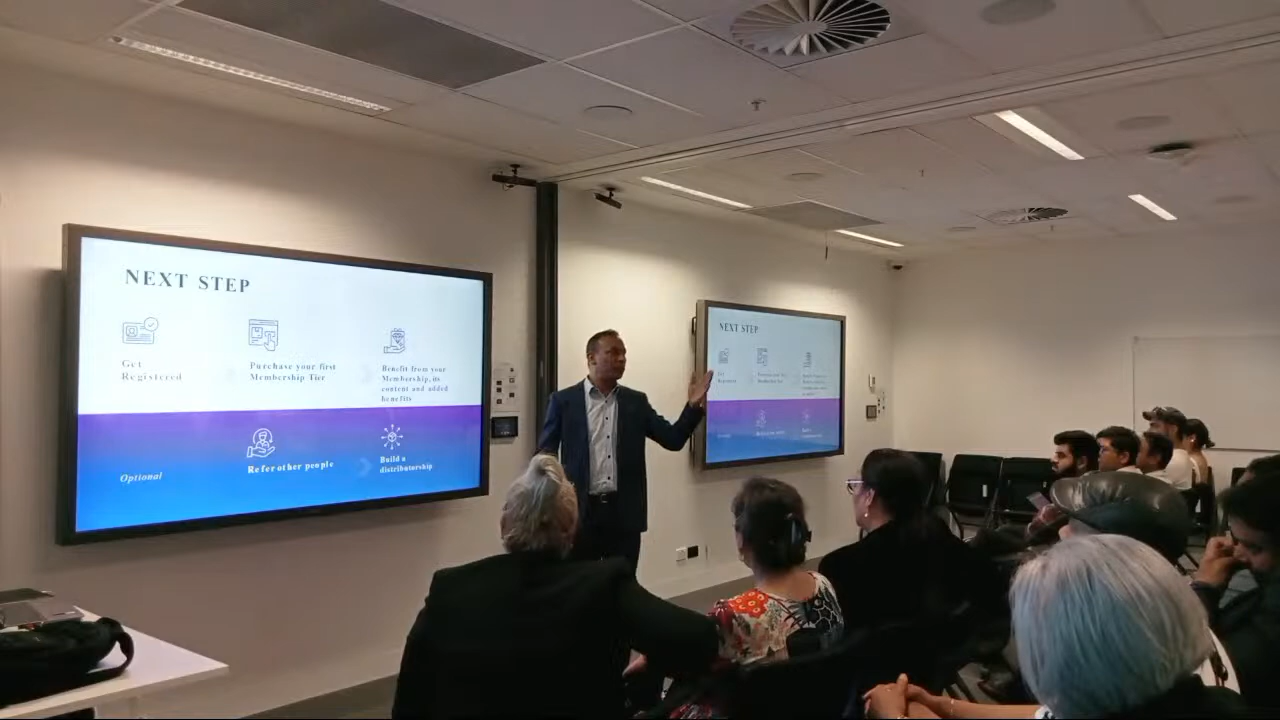 NEXT STEP
Get
Registered
Purchase your first
Membership Tier
Benefit from your
Membership, its
content and added
benefits
Optional
Refer other people
Build a
distributorship
NEXT STEP
Get